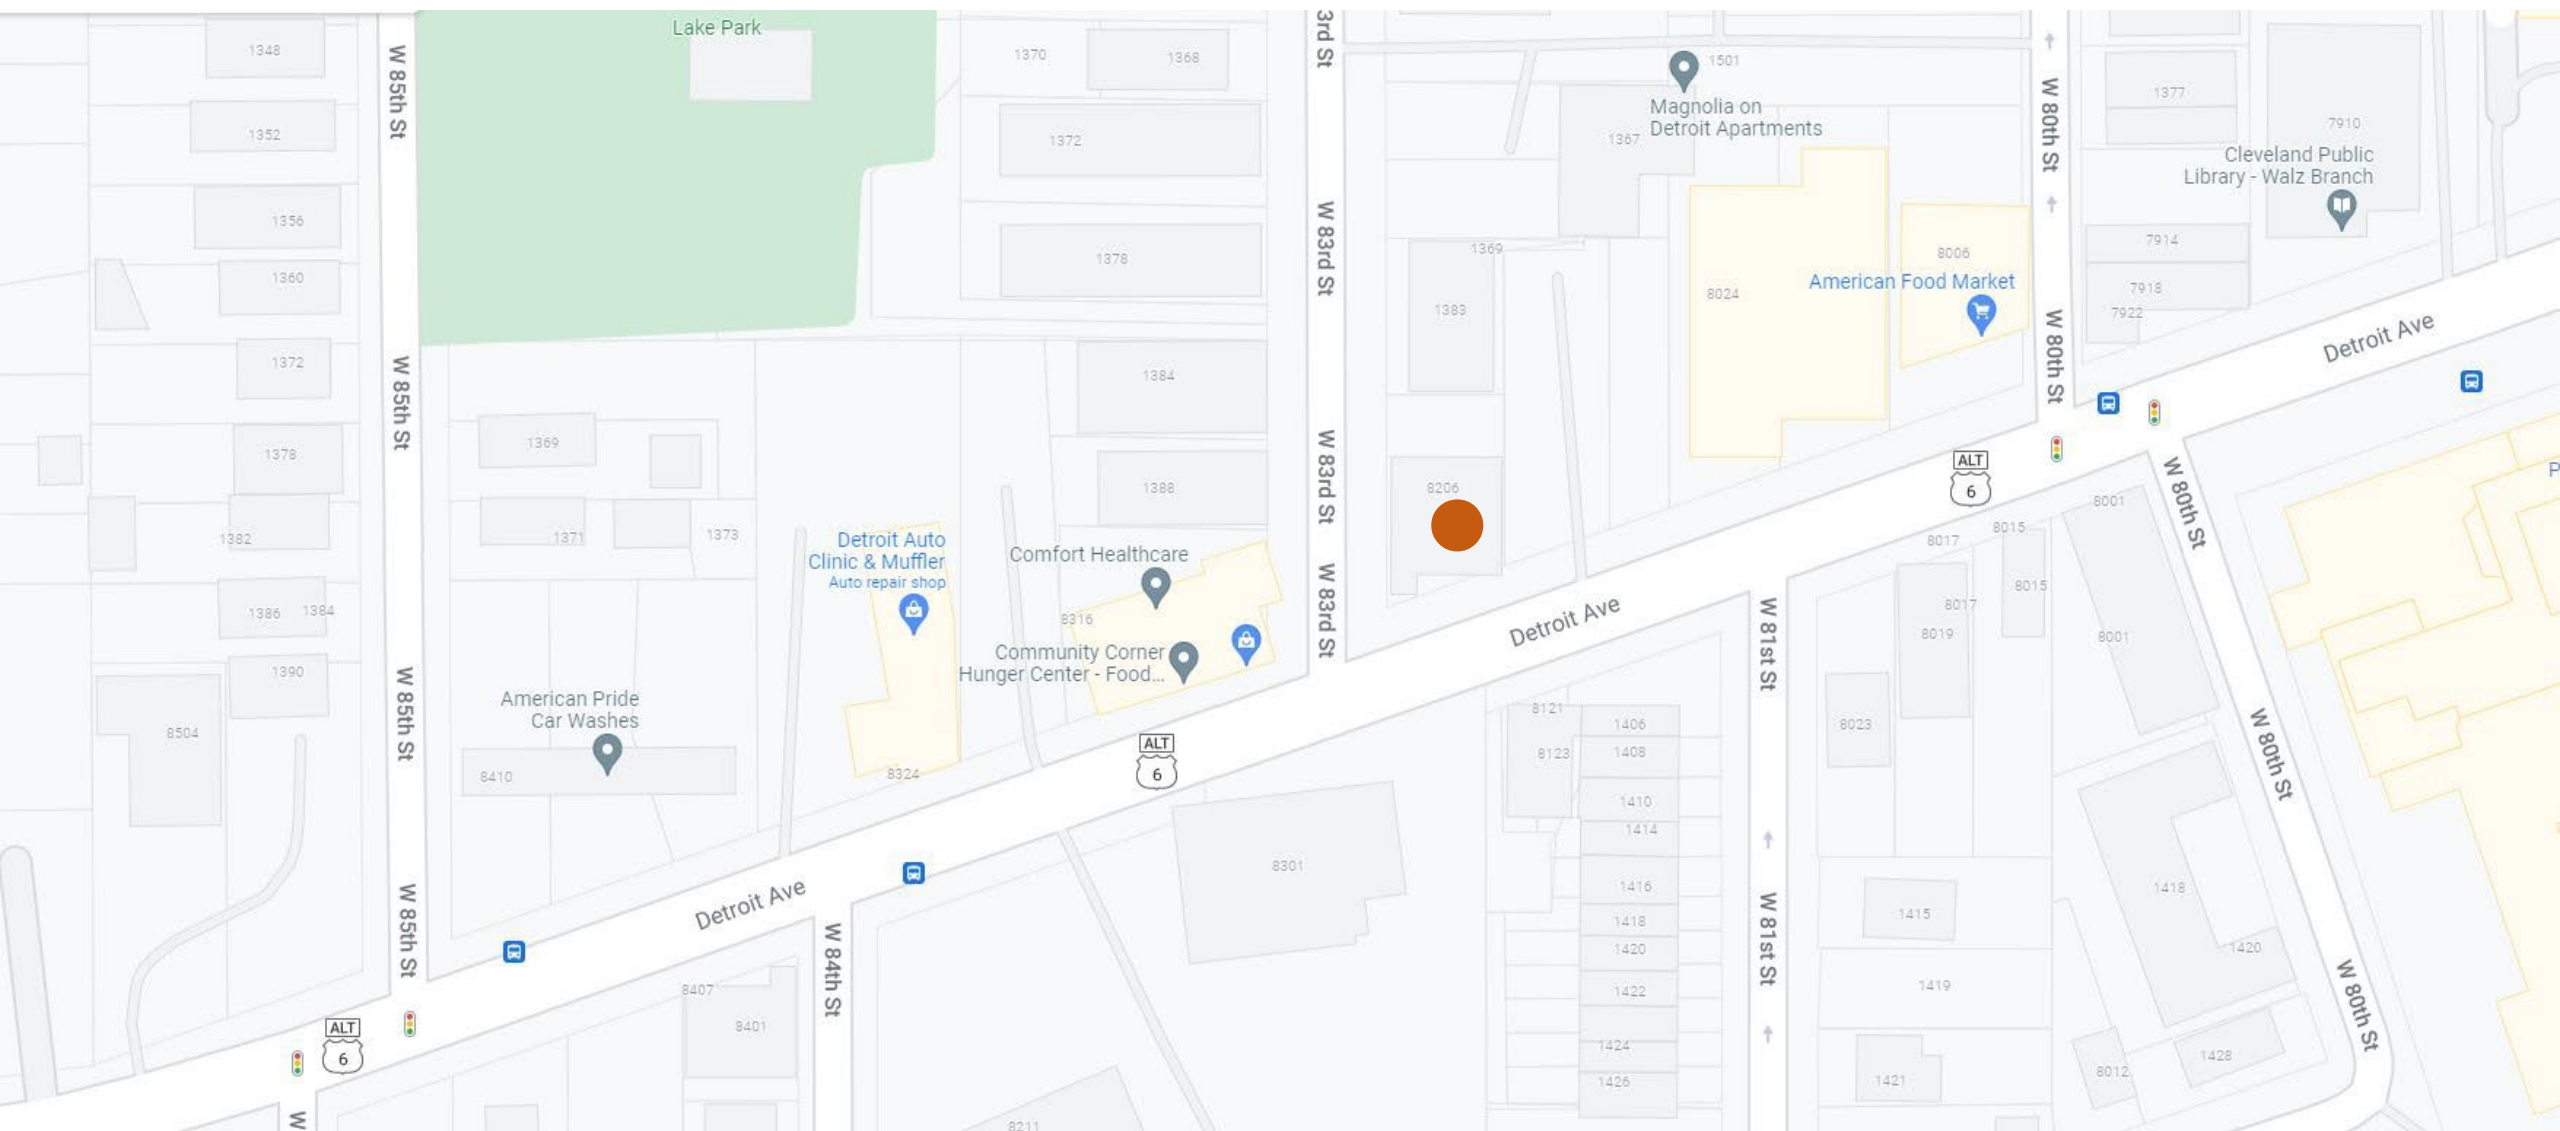 Lake Park
1348
1352
1356
1360
1372
1378
1382
1386
1384
1390
8504
W 85th St
W 85th St
W 85th St
W 85th St
1370
1368
1372
1378
1384
1388
1369
1371
1373
Detroit Auto
Clinic & Muffler
Auto repair shop
Comfort Healthcare
8316
Community Corner
Hunger Center - Food...
American Pride
Car Washes
8410
8324
3rd St
W 83rd St
W 83rd St
W 83rd St
1501
Magnolia on
Detroit Apartments
1367
1369
1383
8024
8006
American Food Market
8206
W 80th St
W 80th St
1377
7910
Cleveland Public
Library - Walz Branch
7914
7918
7922
Detroit Ave
ALT
6
Detroit Ave
ALT
6
Detroit Ave
ALT
6
W 80th St
W 80th St
W 80th St
P
8001
8015
8017
8015
8017
8019
8001
8023
W 81st St
W 81st St
8121
8123
1406
1408
1410
1414
1416
1418
1420
1422
1424
1426
1415
1419
1421
1418
1420
1428
8012
8301
8211
W 84th St
8407
8401
W